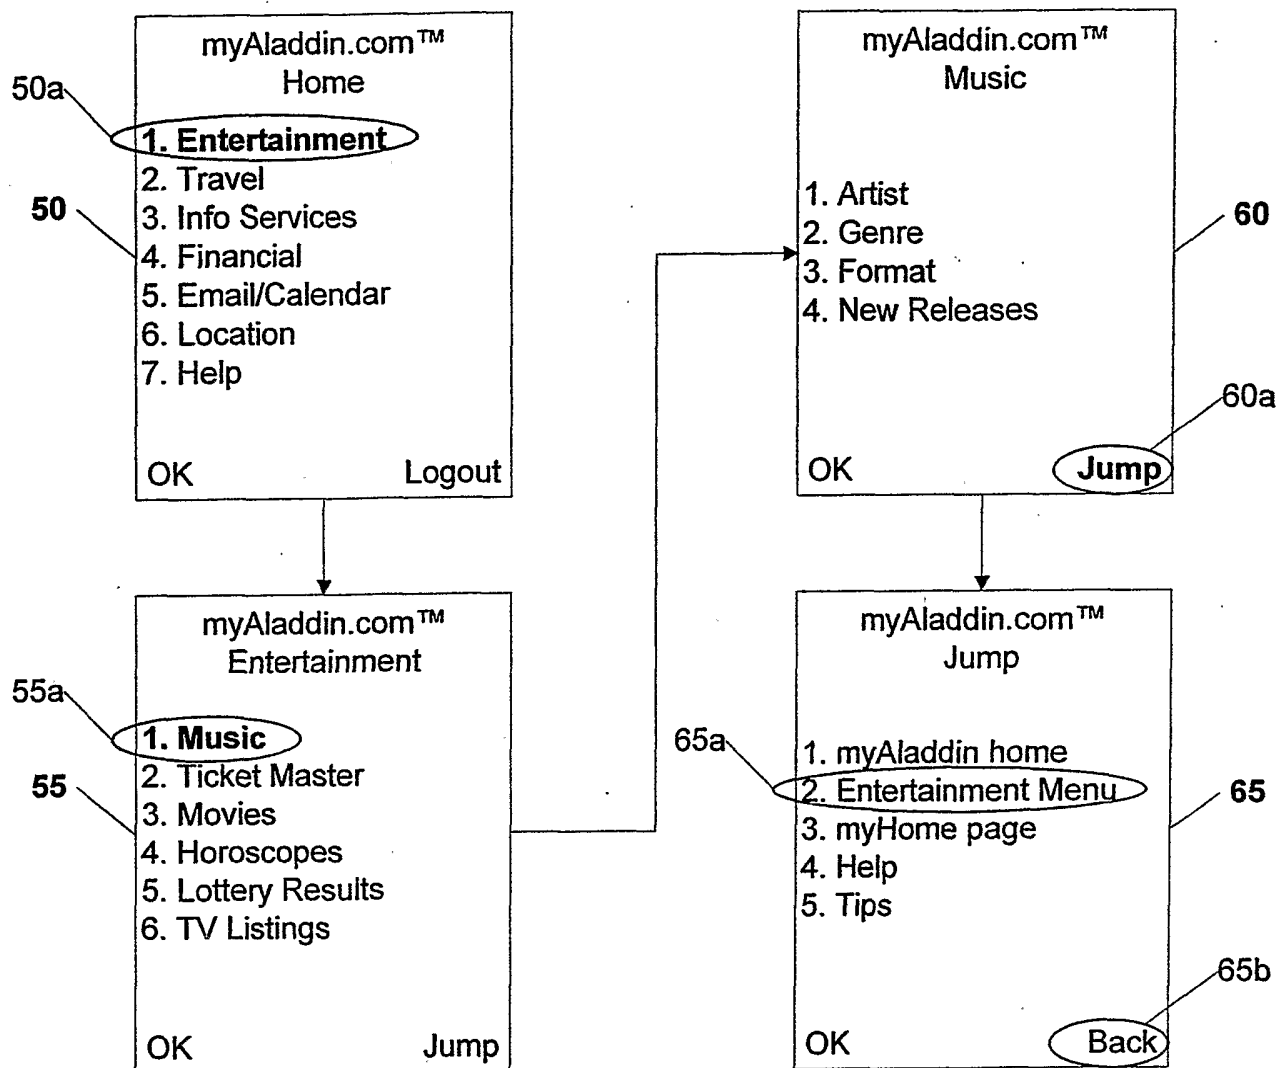 myAladdin.com™
Home
50a
1. Entertainment
2. Travel
50
3. Info Services
4. Financial
5. Email/Calendar
6. Location
7. Help
OK Logout
myAladdin.com™
Entertainment
55a
1. Music
2. Ticket Master
55
3. Movies
4. Horoscopes
5. Lottery Results
6. TV Listings
OK Jump
myAladdin.com™
Music
1. Artist
60
2. Genre
3. Format
4. New Releases
60a
OK Jump
myAladdin.com™
Jump
65a
1. myAladdin home
2. Entertainment Menu
65
3. myHome page
4. Help
5. Tips
65b
OK Back